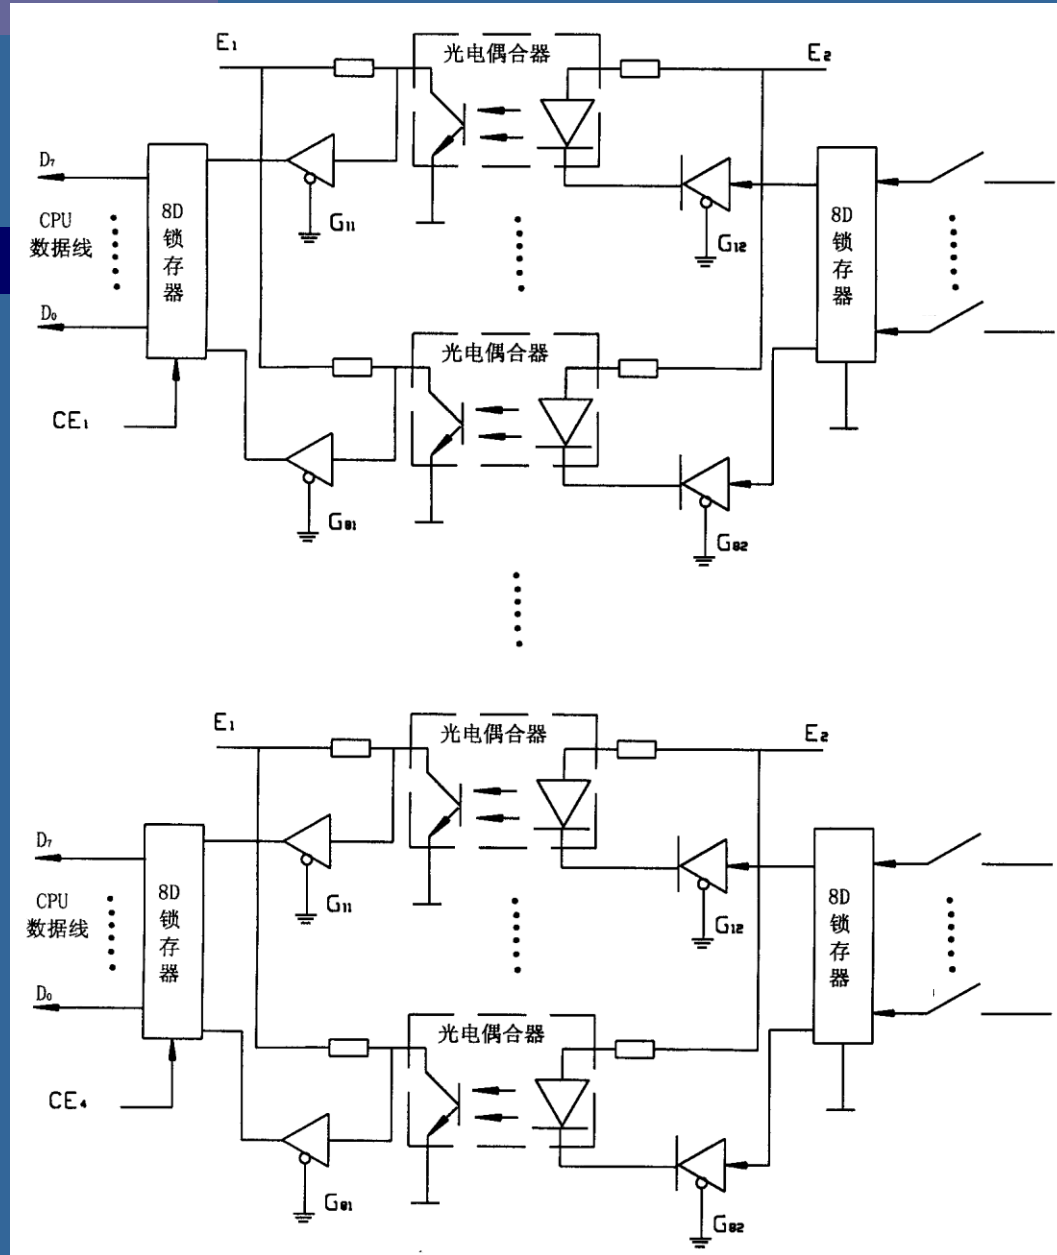 E₁
光电偶合器
E₂
D₇
CPU
数据线
D₀
8D
锁
存
器
G₁₁
G₁₂
8D
锁
存
器
光电偶合器
CE₁
G₈₁
G₈₂
E₁
光电偶合器
E₂
D₇
CPU
数据线
D₀
8D
锁
存
器
G₁₁
G₁₂
8D
锁
存
器
光电偶合器
CE₄
G₈₁
G₈₂